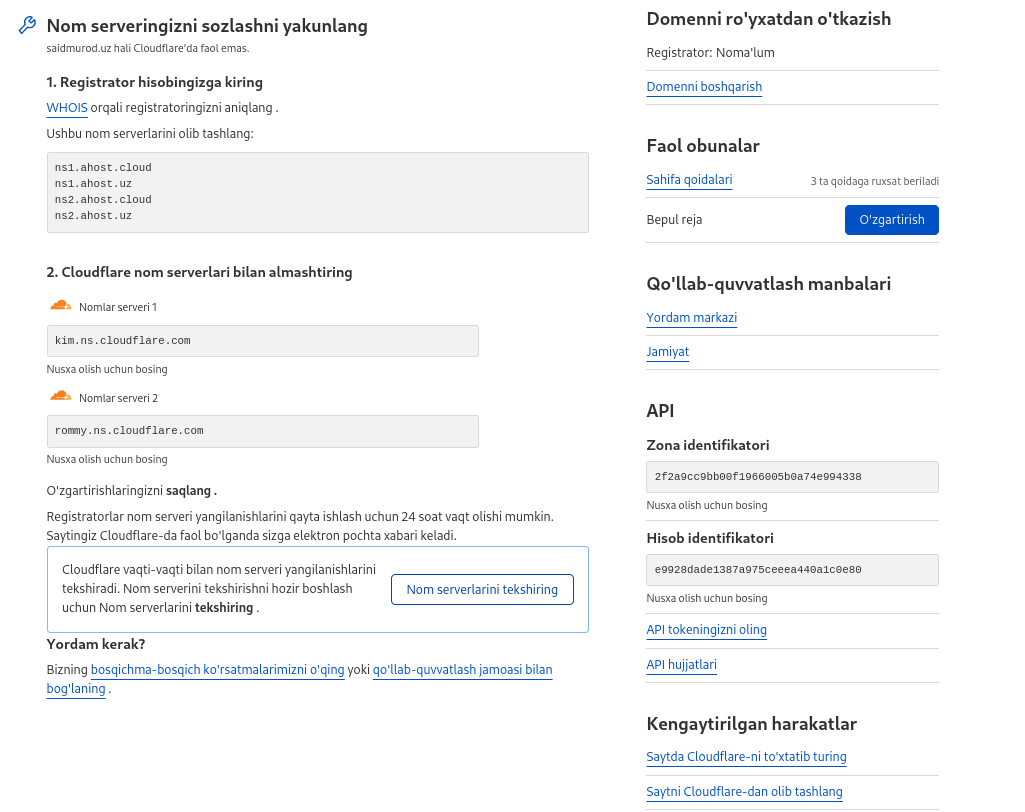 Nom serveringizni sozlashni yakunlang
saidmurod.uz hali Cloudflare’da faol emas.
1. Registrator hisobingizga kiring
WHOIS orqali registratoringizni aniqlang .
Ushbu nom serverlarini olib tashlang:
ns1.ahost.cloud
ns1.ahost.uz
ns2.ahost.cloud
ns2.ahost.uz
2. Cloudflare nom serverlari bilan almashtiring
Nomlar serveri 1
kim.ns.cloudflare.com
Nusxa olish uchun bosing
Nomlar serveri 2
rommy.ns.cloudflare.com
Nusxa olish uchun bosing
O'zgartirishlaringizni saqlang .
Registratorlar nom serveri yangilanishlarini qayta ishlash uchun 24 soat vaqt olishi mumkin.
Saytingiz Cloudflare-da faol bo'lganda sizga elektron pochta xabari keladi.
Cloudflare vaqti-vaqti bilan nom serveri yangilanishlarini
tekshiradi. Nom serverini tekshirishni hozir boshlash
uchun Nom serverlarini tekshiring .
Nom serverlarini tekshiring
Yordam kerak?
Bizning bosqichma-bosqich ko'rsatmalarimizni o'qing yoki qo'llab-quvvatlash jamoasi bilan
bog'laning .
Domenni ro'yxatdan o'tkazish
Registrator: Noma'lum
Domenni boshqarish
Faol obunalar
Sahifa qoidalari 3 ta qoidaga ruxsat beriladi
Bepul reja O'zgartirish
Qo'llab-quvvatlash manbalari
Yordam markazi
Jamiyat
API
Zona identifikatori
2f2a9cc9bb00f1966005b0a74e994338
Nusxa olish uchun bosing
Hisob identifikatori
e9928dade1387a975ceeea440a1c0e80
Nusxa olish uchun bosing
API tokeningizni oling
API hujjatlari
Kengaytirilgan harakatlar
Saytda Cloudflare-ni to'xtatib turing
Saytni Cloudflare-dan olib tashlang